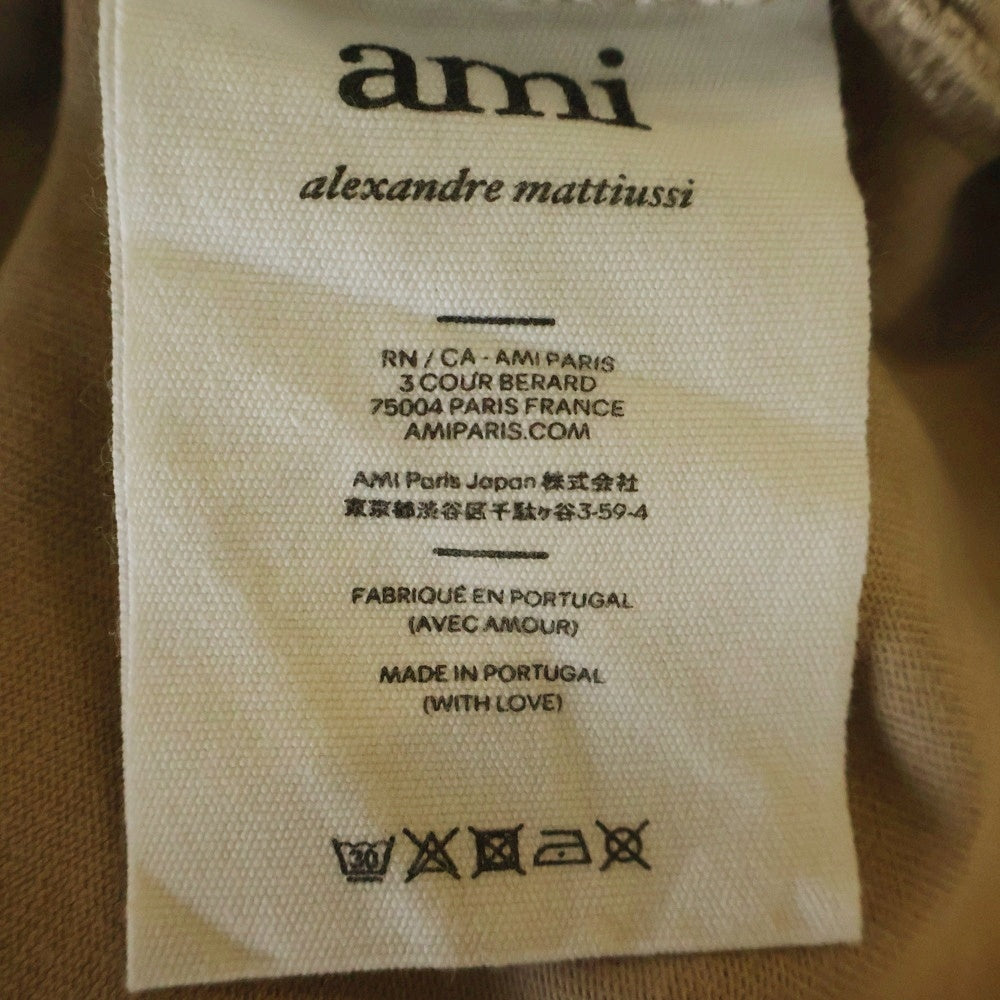 ami
alexandre mattiussi
RN / CA - AMI PARIS
3 COUR BERARD
75004 PARIS FRANCE
AMIPARIS.COM
AMI Paris Japan 株式会社
東京都渋谷区千駄ヶ谷3-59-4
FABRIQUÉ EN PORTUGAL
(AVEC AMOUR)
MADE IN PORTUGAL
(WITH LOVE)
30